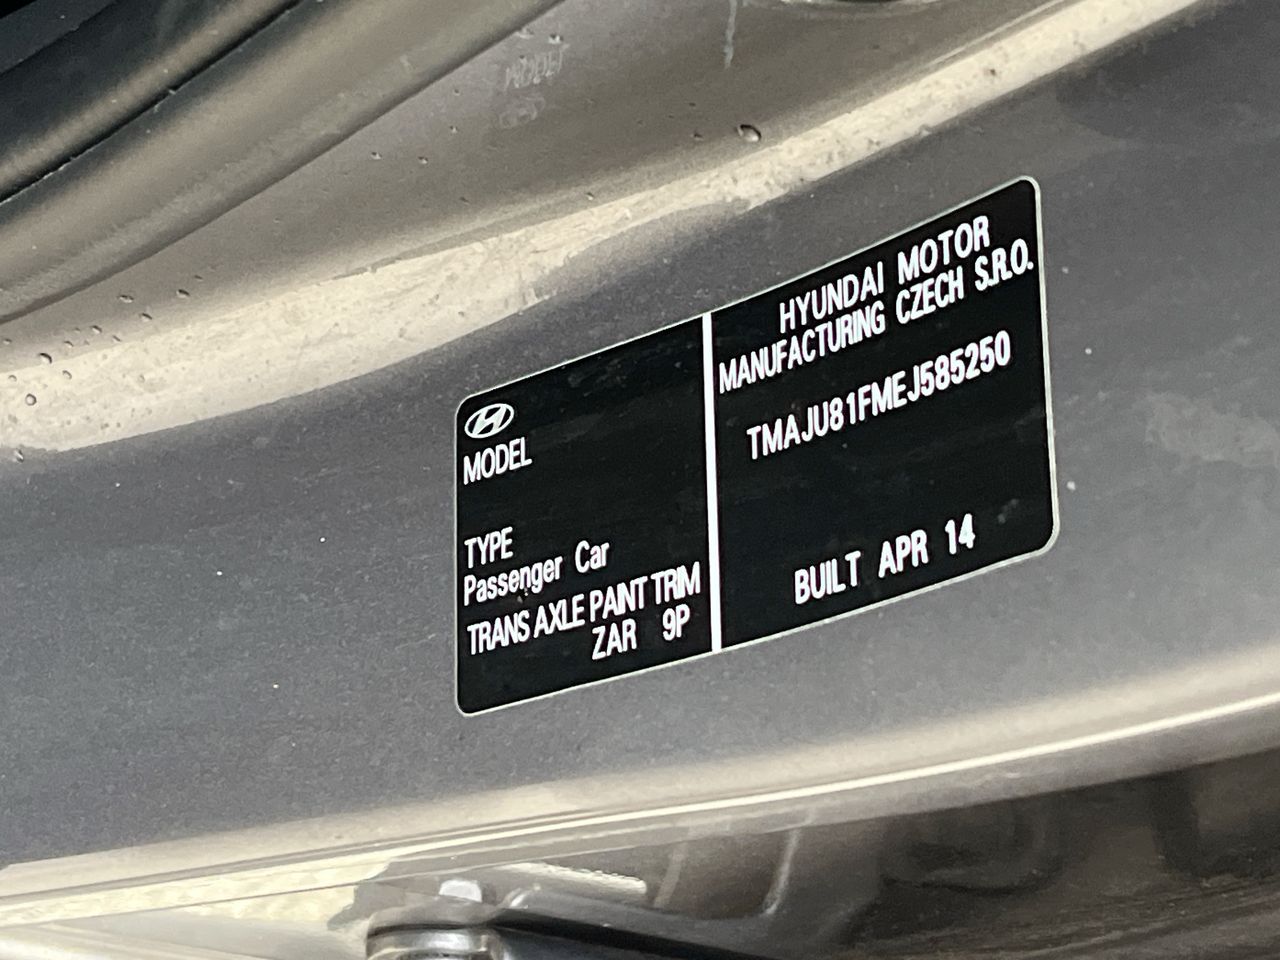 MODEL
TYPE
Passenger Car
TRANS AXLE PAINT TRIM
ZAR 9P
HYUNDAI MOTOR
MANUFACTURING CZECH S.R.O.
TMAJU81FMEJ585250
BUILT APR 14